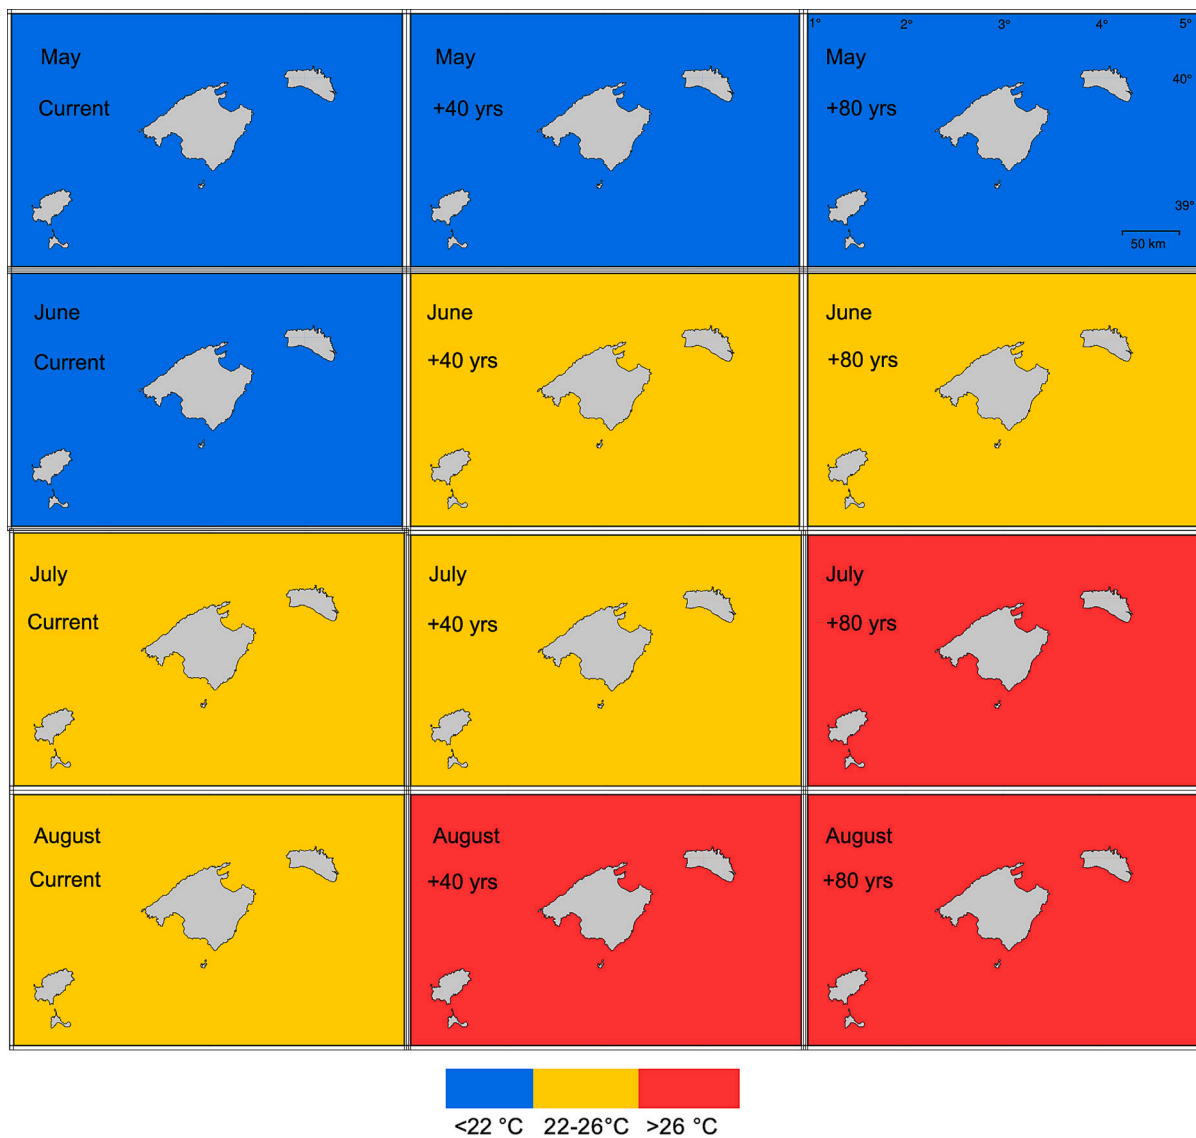 May
Current
May
+40 yrs
1° 2° 3° 4° 5°
May
40°
+80 yrs
39°
50 km
June
Current
June
+40 yrs
June
+80 yrs
July
Current
July
+40 yrs
July
+80 yrs
August
Current
August
+40 yrs
August
+80 yrs
<22 °C 22-26°C >26 °C